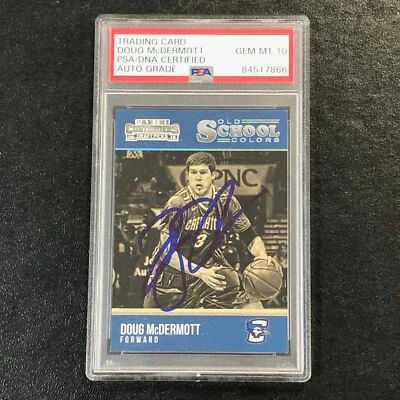 TRADING CARD
DOUG McDERMOTT
PSA/DNA CERTIFIED
AUTO GRADE
GEM MT 10
PSA
84517866
PANINI
CONTENDERS
DRAFT PICKS
OLD
SCHOOL
COLORS
PNC
CREIGHTON
3
DOUG McDERMOTT
FORWARD